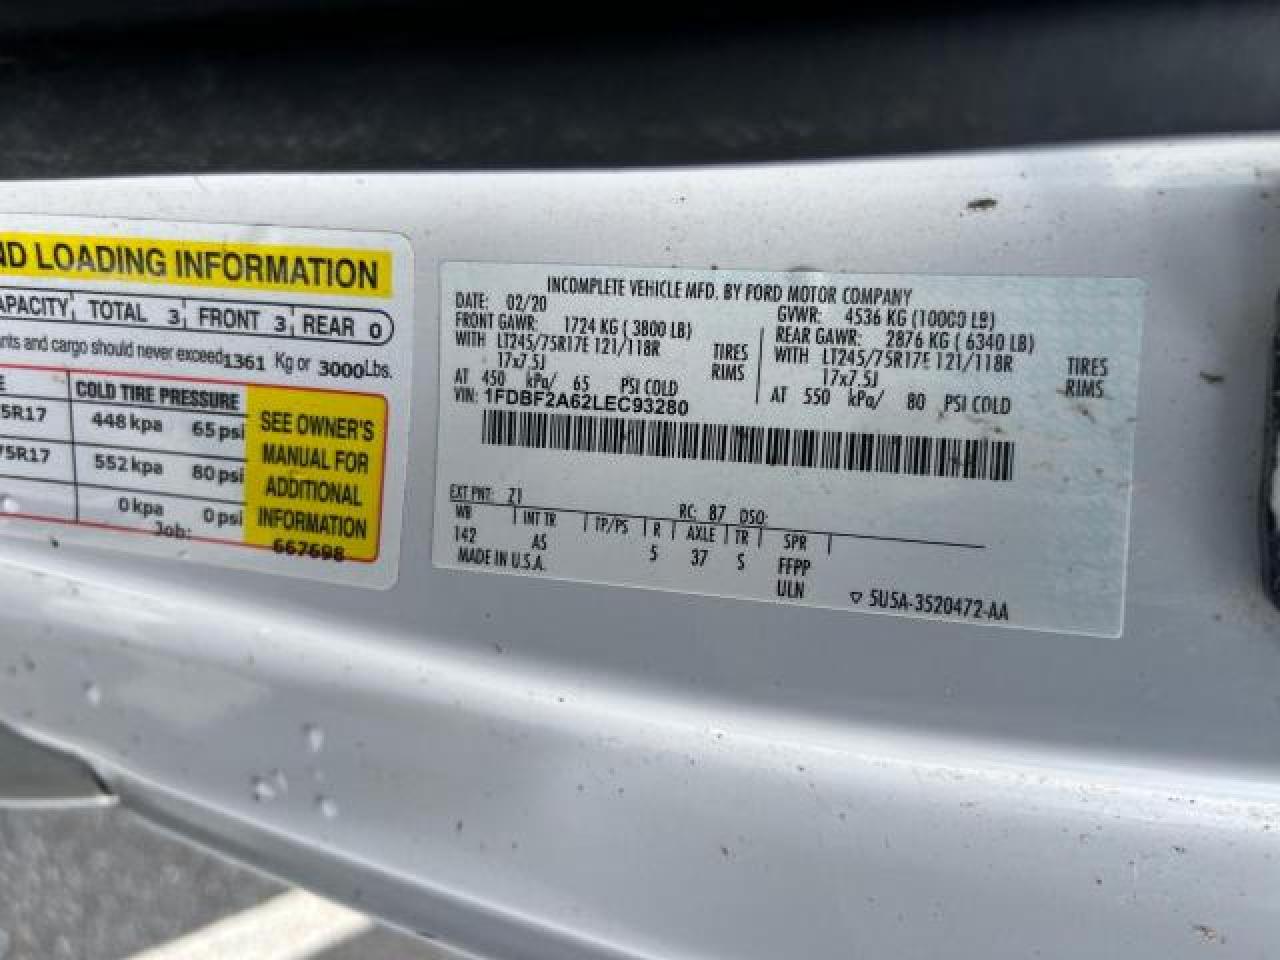 ND LOADING INFORMATION
APACITY TOTAL 3 FRONT 3 REAR 0
nts and cargo should never exceed 1361 Kg or 3000 Lbs.
E COLD TIRE PRESSURE
5R17 448 kpa 65 psi
75R17 552 kpa 80 psi
0 kpa 0 psi
SEE OWNER'S
MANUAL FOR
ADDITIONAL
INFORMATION
Job: 667698
INCOMPLETE VEHICLE MFD. BY FORD MOTOR COMPANY
DATE: 02/20 GVWR: 4536 KG (10000 LB)
FRONT GAWR: 1724 KG ( 3800 LB) REAR GAWR: 2876 KG ( 6340 LB)
WITH LT245/75R17E 121/118R TIRES WITH LT245/75R17E 121/118R TIRES
17x7.5J RIMS 17x7.5J RIMS
AT 450 kPa/ 65 PSI COLD AT 550 kPa/ 80 PSI COLD
VIN: 1FDBF2A62LEC93280
EXT PNT: Z1 RC: 87 DSO:
WB INT TR TP/PS R AXLE TR SPR
142 AS 5 37 S FFPP
MADE IN U.S.A. ULN
▽ 5U5A-3520472-AA